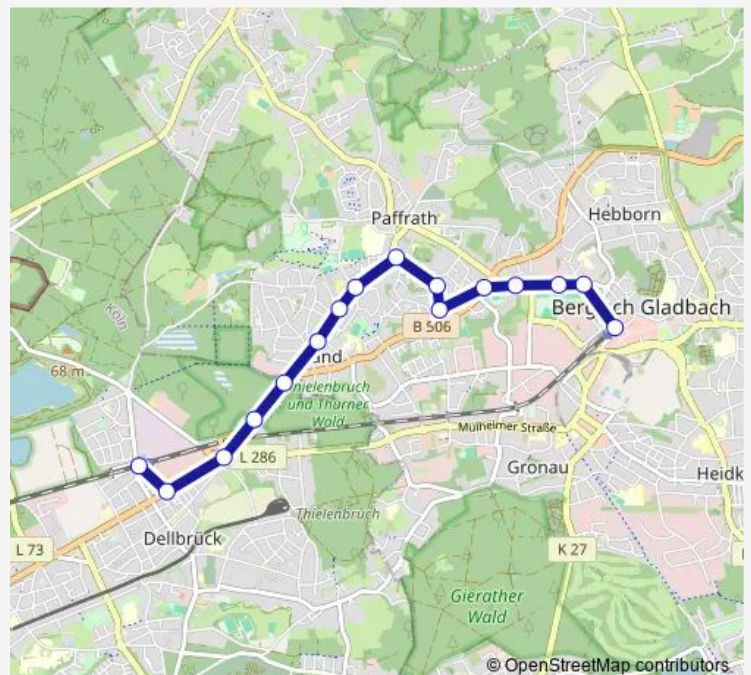 Paffrath
Hebborn
Köln
Gladbach
B 506
68 m
und
Thielenbruch
und Thurner
Wald
Mülheimer Straße
L 286
Gronau
Heidk
Thielenbruch
Dellbrück
L 73
K 27
Gierather
Wald
© OpenStreetMap contributors